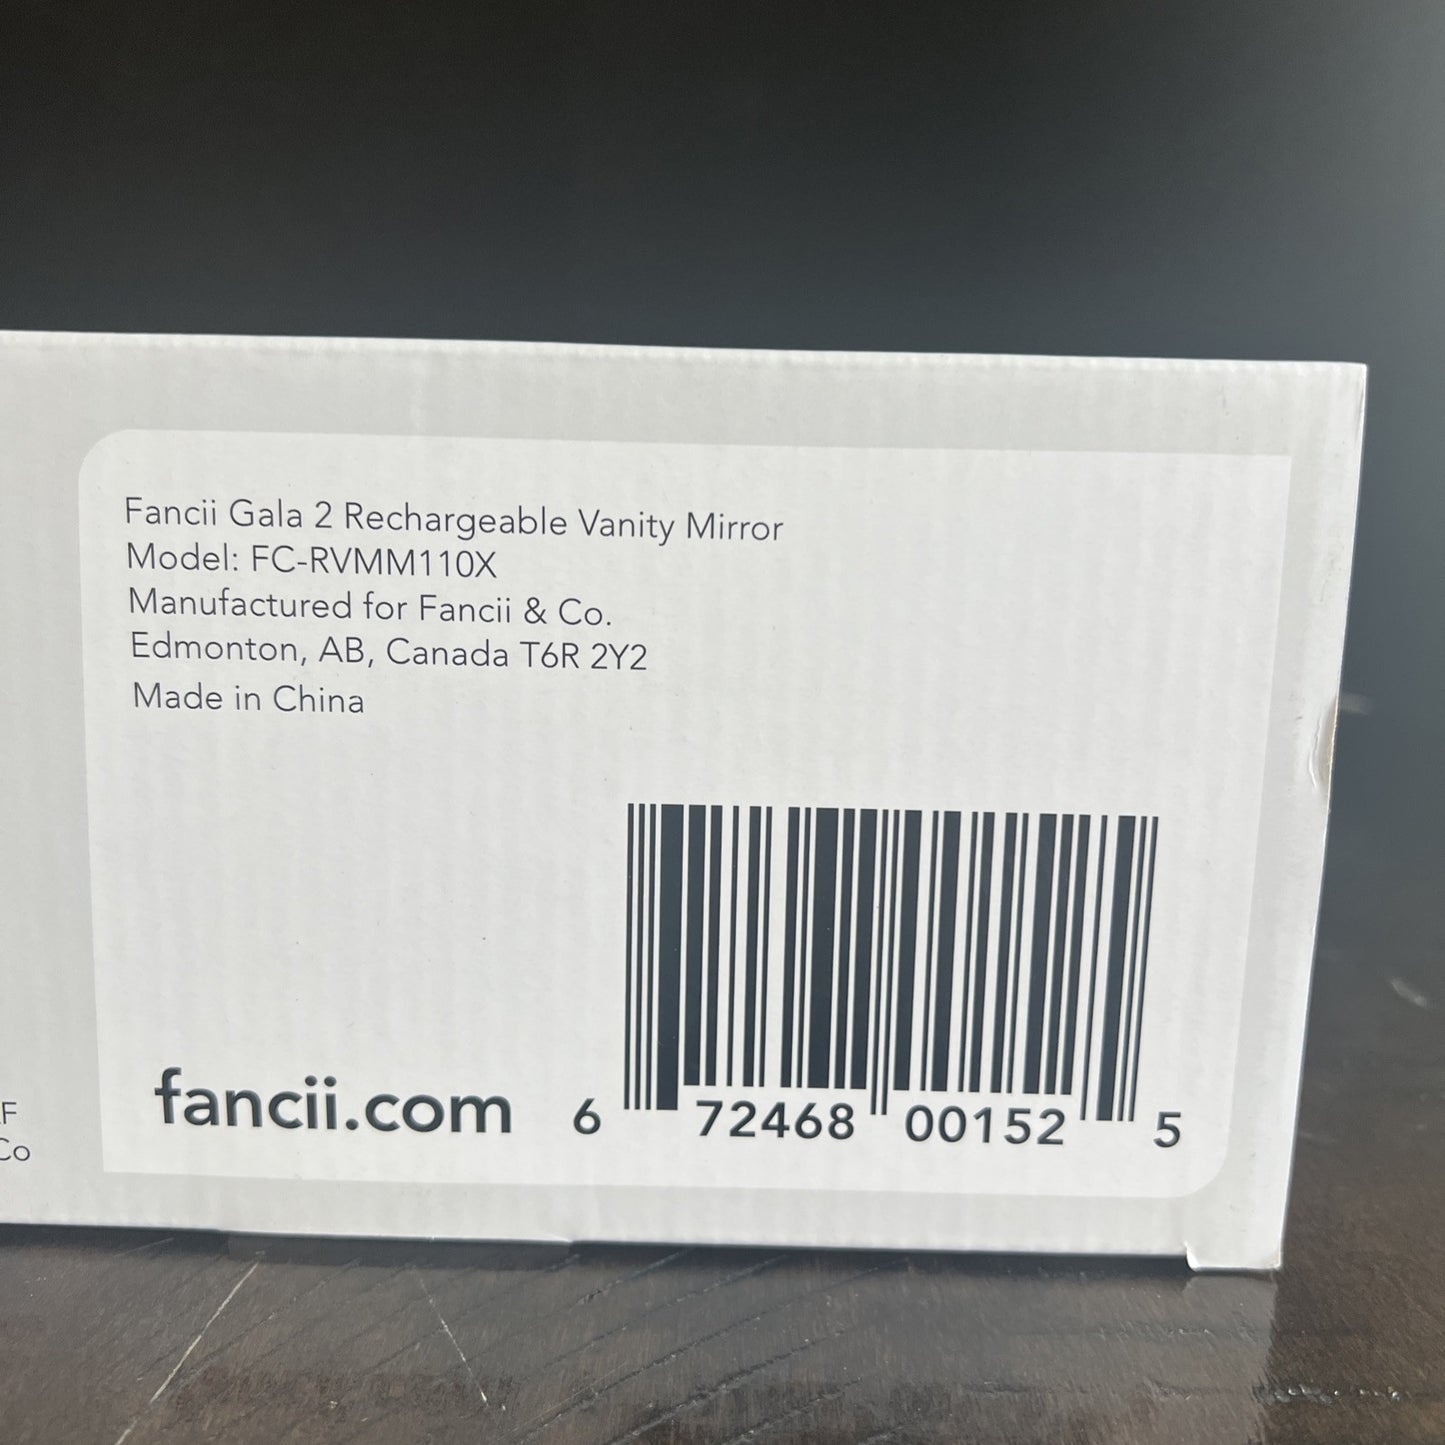 Fancii Gala 2 Rechargeable Vanity Mirror
Model: FC-RVMM110X
Manufactured for Fancii & Co.
Edmonton, AB, Canada T6R 2Y2
Made in China
fancii.com
6 72468 00152 5
F
Co